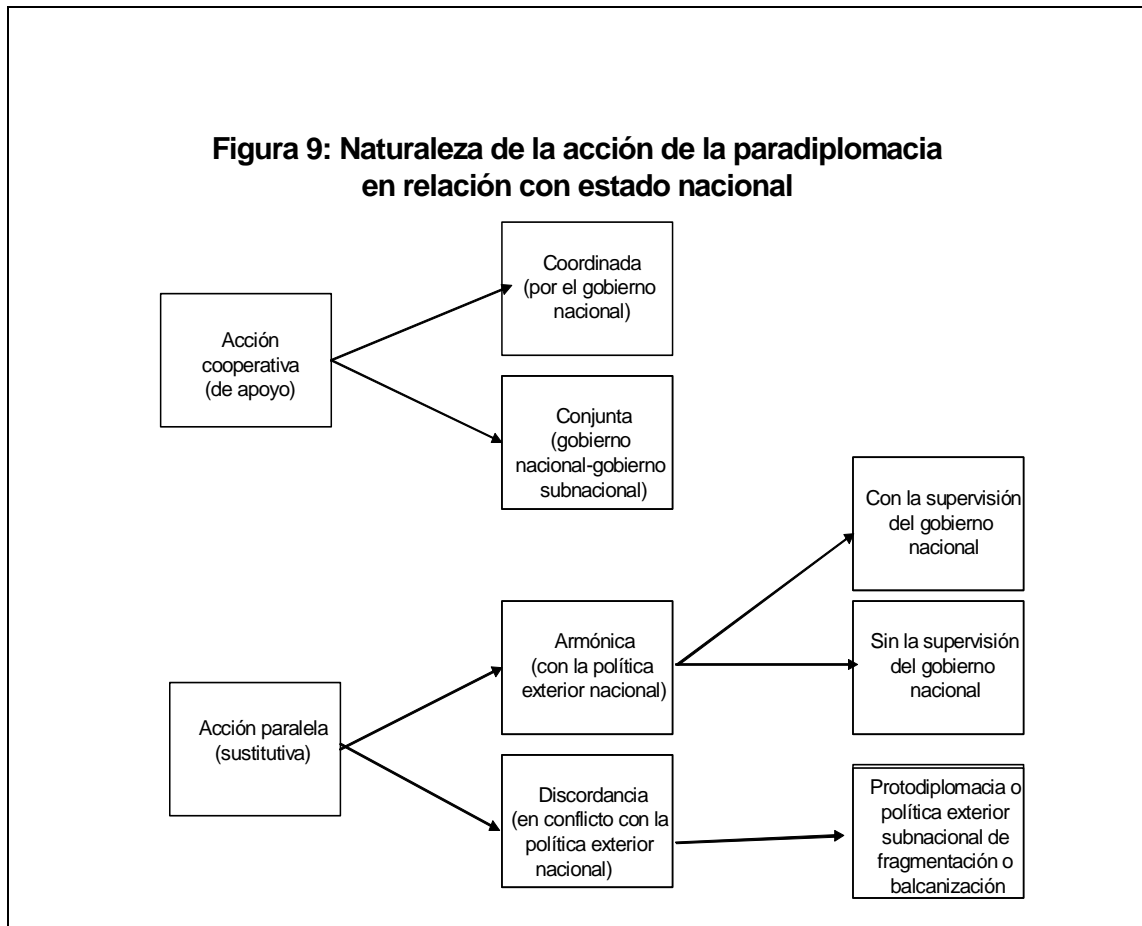 Figura 9: Naturaleza de la acción de la paradiplomacia
en relación con estado nacional
Acción
cooperativa
(de apoyo)
Coordinada
(por el gobierno
nacional)
Conjunta
(gobierno
nacional-gobierno
subnacional)
Acción paralela
(sustitutiva)
Armónica
(con la política
exterior nacional)
Con la supervisión
del gobierno
nacional
Sin la supervisión
del gobierno
nacional
Discordancia
(en conflicto con la
política exterior
nacional)
Protodiplomacia o
política exterior
subnacional de
fragmentación o
balcanización